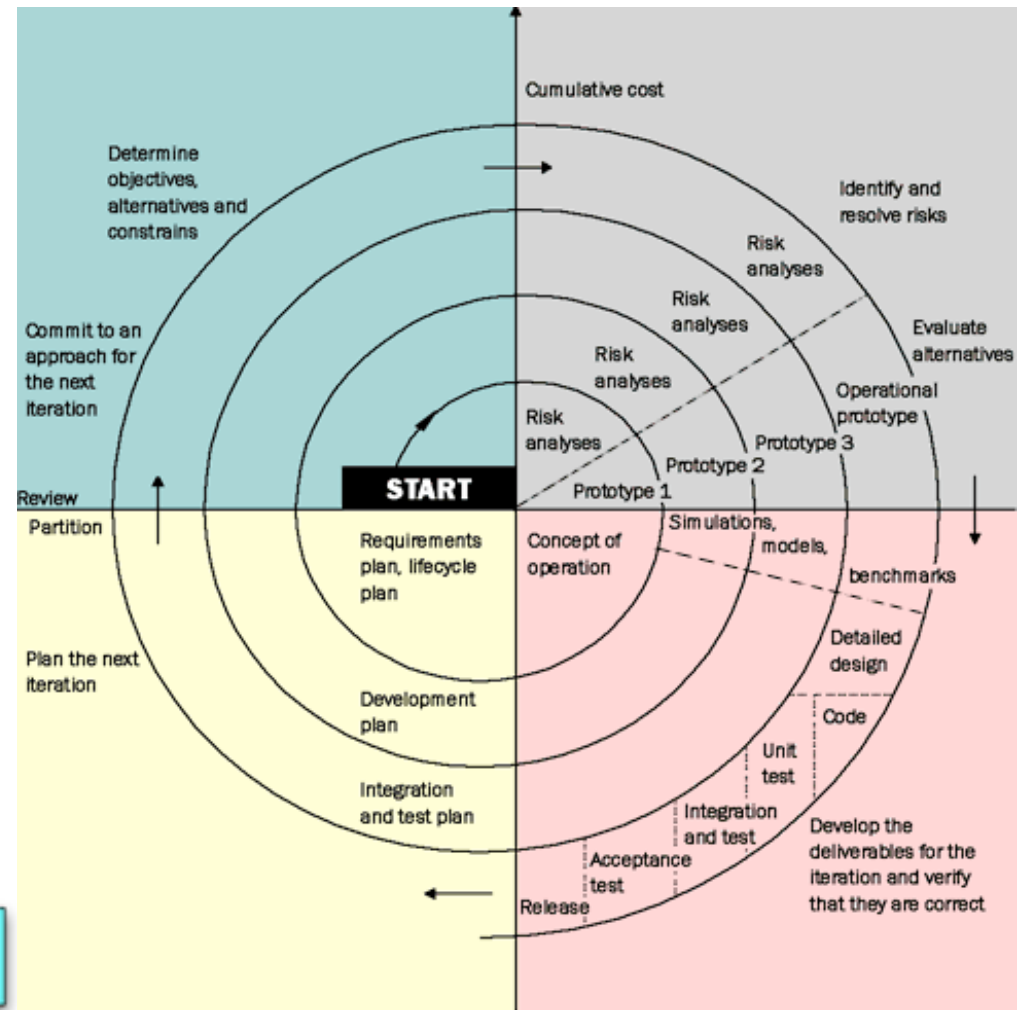 Cumulative cost
Determine
objectives,
alternatives and
constrains
Identify and
resolve risks
Risk
analyses
Risk
analyses
Commit to an
approach for
the next
iteration
Evaluate
alternatives
Risk
analyses
Operational
prototype
Risk
analyses
Prototype 3
Prototype 2
START
Prototype 1
Review
Partition
Requirements
plan, lifecycle
plan
Concept of
operation
Simulations,
models,
benchmarks
Detailed
design
Plan the next
iteration
Development
plan
Code
Unit
test
Integration
and test plan
Integration
and test
Develop the
deliverables for the
iteration and verify
that they are correct
Acceptance
test
Release